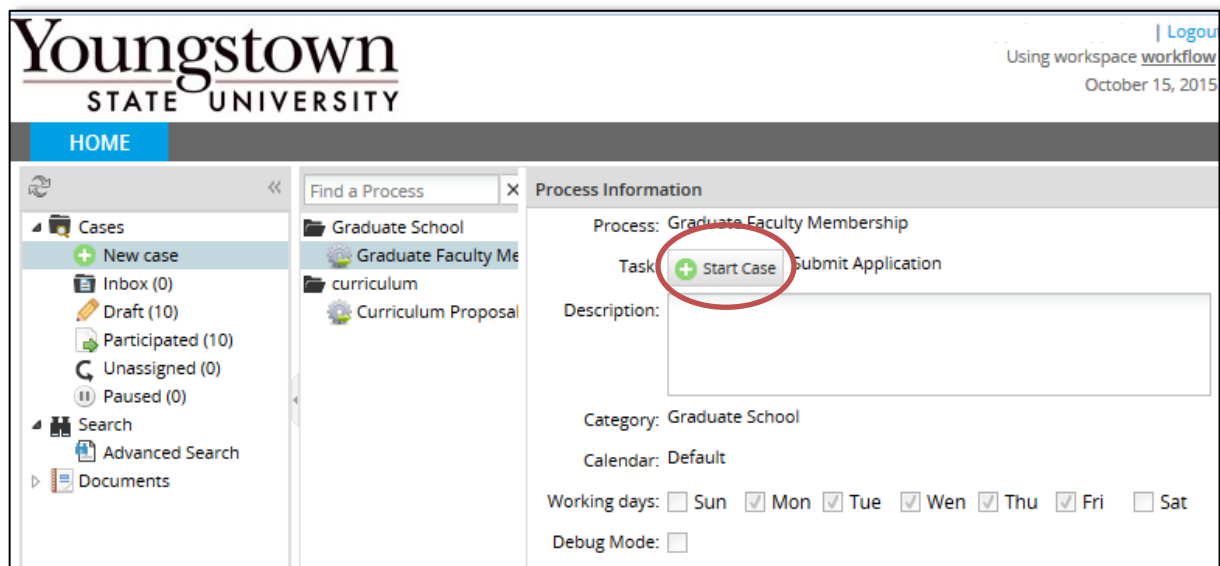 Youngstown
STATE UNIVERSITY
| Logout
Using workspace workflow
October 15, 2015
HOME
Cases
New case
Inbox (0)
Draft (10)
Participated (10)
Unassigned (0)
Paused (0)
Search
Advanced Search
Documents
Find a Process
Graduate School
Graduate Faculty Me
curriculum
Curriculum Proposal
Process Information
Process: Graduate Faculty Membership
Task Start Case Submit Application
Description:
Category: Graduate School
Calendar: Default
Working days: Sun Mon Tue Wen Thu Fri Sat
Debug Mode: